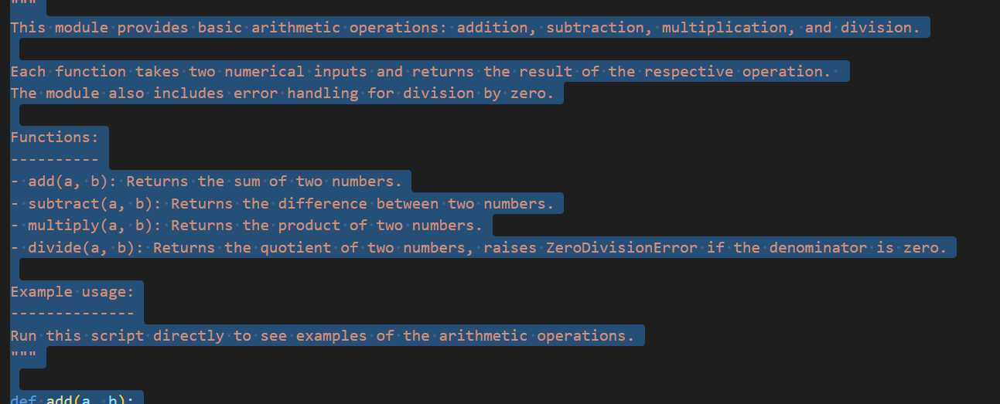 """
This module provides basic arithmetic operations: addition, subtraction, multiplication, and division.
Each function takes two numerical inputs and returns the result of the respective operation.
The module also includes error handling for division by zero.
Functions:
----------
- add(a, b): Returns the sum of two numbers.
- subtract(a, b): Returns the difference between two numbers.
- multiply(a, b): Returns the product of two numbers.
- divide(a, b): Returns the quotient of two numbers, raises ZeroDivisionError if the denominator is zero.
Example usage:
--------------
Run this script directly to see examples of the arithmetic operations.
"""
def add(a, b):